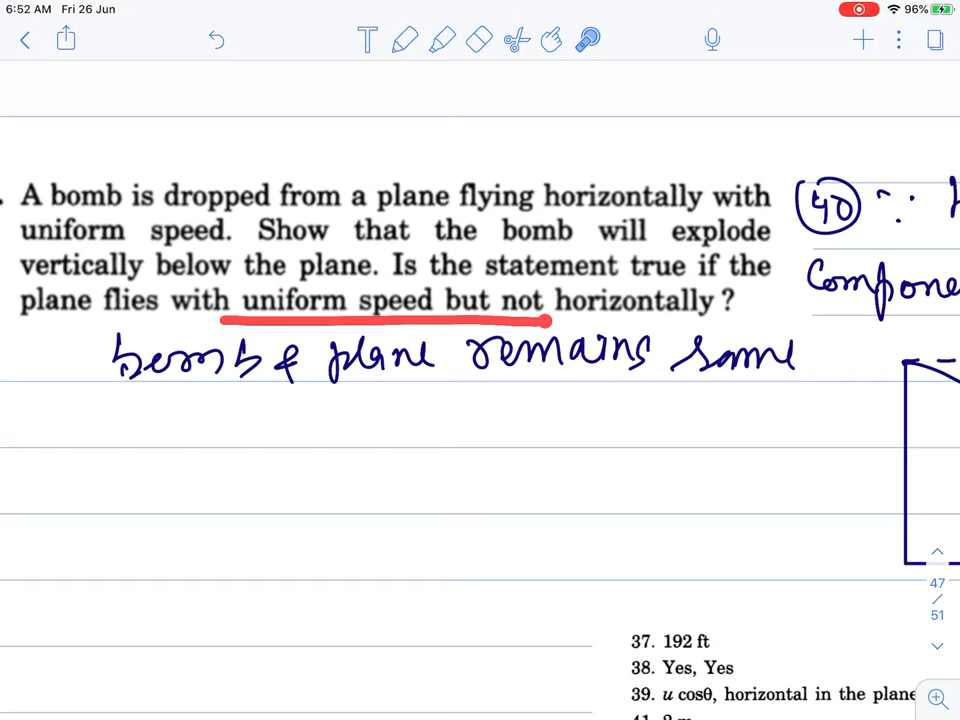 6:52 AM Fri 26 Jun
96%
T
A bomb is dropped from a plane flying horizontally with
uniform speed. Show that the bomb will explode
vertically below the plane. Is the statement true if the
plane flies with uniform speed but not horizontally ?
40 ∵
Compone
bomb & plane remains same
47
/
51
37. 192 ft
38. Yes, Yes
39. u cosθ, horizontal in the plane